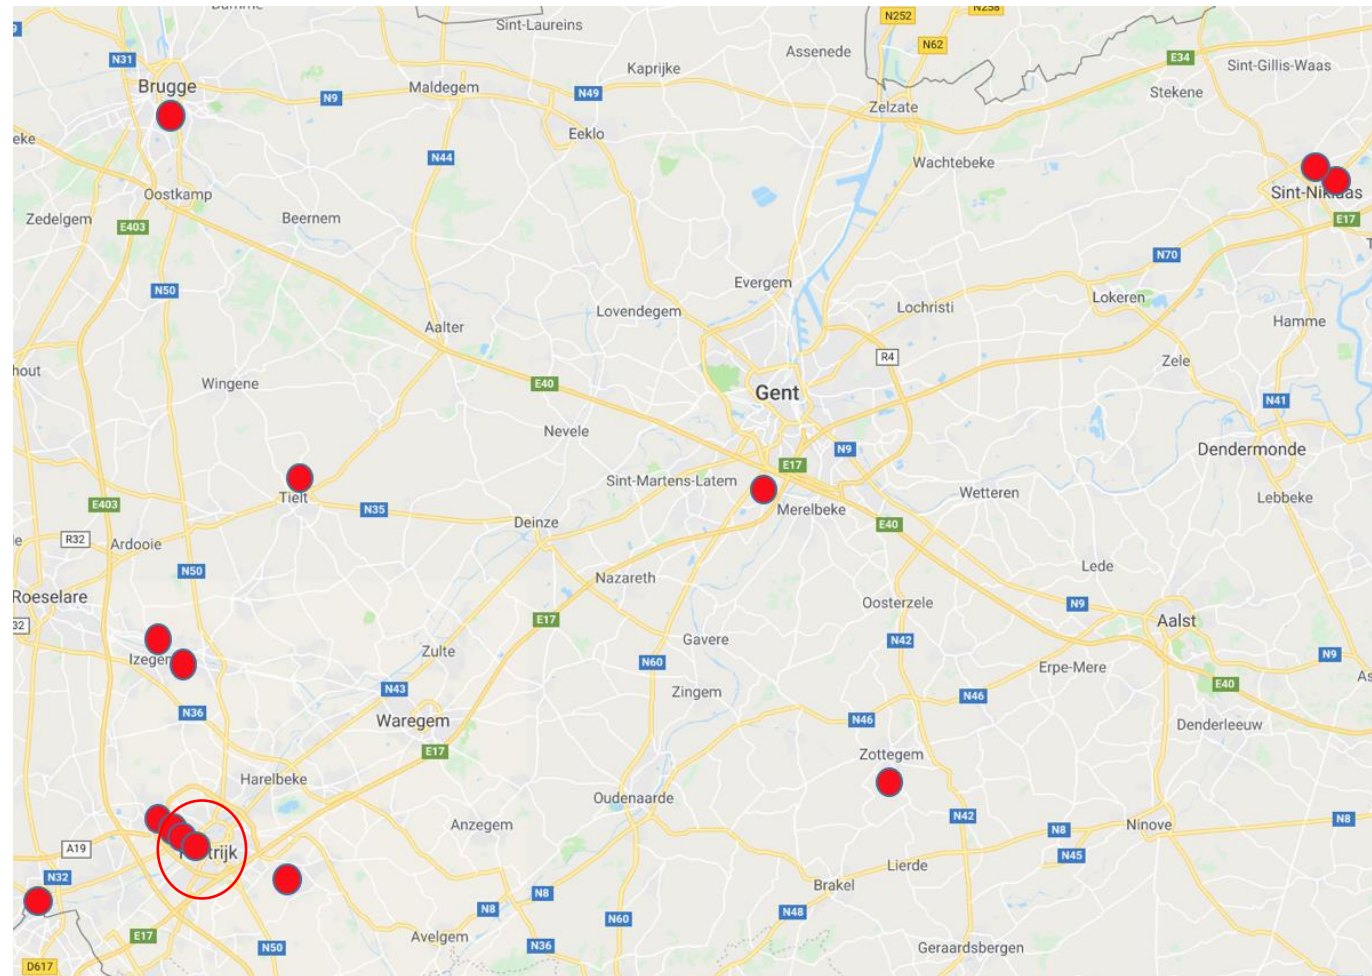 N252
N258
Sint-Laureins
N62
Assenede
N31
E34
Sint-Gillis-Waas
Kaprijke
Brugge
Maldegem
Stekene
N9
N49
Zelzate
Eeklo
eke
N44
Wachtebeke
Oostkamp
Sint-Niklaas
Zedelgem
Beernem
E403
E17
N70
Evergem
N50
Lokeren
Lovendegem
Lochristi
Hamme
Aalter
R4
Zele
hout
Wingene
E40
Gent
N41
Nevele
N9
Dendermonde
E17
Sint-Martens-Latem
Wetteren
Tielt
Lebbeke
E403
N35
Merelbeke
Deinze
E40
R32
Ardooie
Lede
N50
Nazareth
Roeselare
Oosterzele
N9
E17
Aalst
32
Gavere
N42
Zulte
N9
Izegem
N60
Erpe-Mere
As
E40
N43
Zingem
N46
N36
Waregem
N46
Denderleeuw
E17
Zottegem
Harelbeke
Oudenaarde
N42
N8
Anzegem
N8
Ninove
A19
trijk
N45
Lierde
N32
Brakel
N8
N48
N60
E17
Avelgem
N50
N36
Geraardsbergen
D617